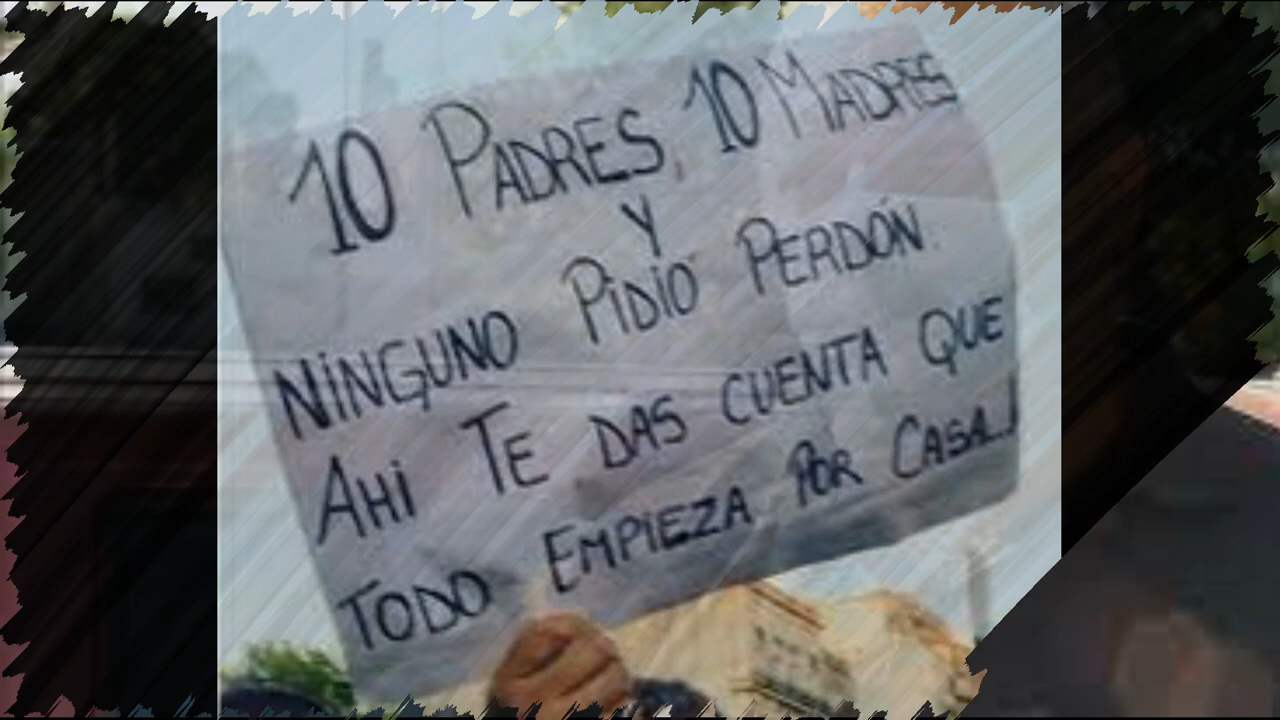 10 PADRES, 10 MADRES
Y
NINGUNO PIDIO PERDÓN.
AHI TE DAS CUENTA QUE
TODO EMPIEZA POR CASA..!